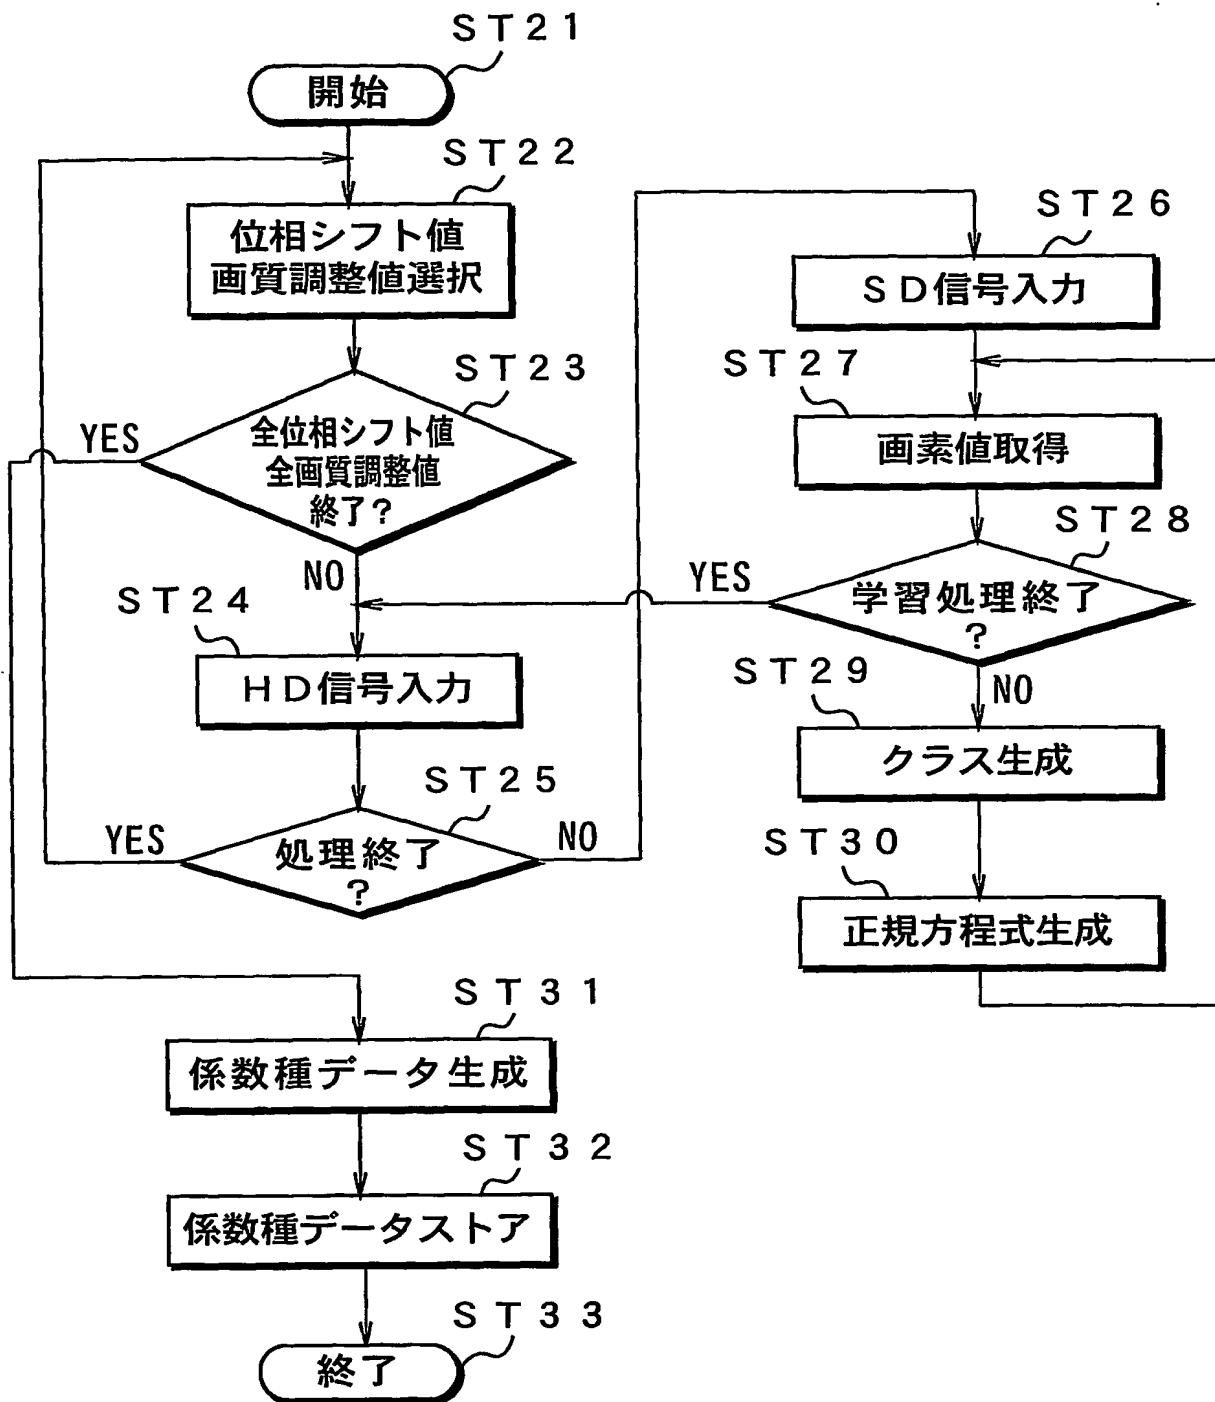 ＳＴ２１
開始
ＳＴ２２
位相シフト値
画質調整値選択
ＳＴ２３
全位相シフト値
全画質調整値
終了？
YES
NO
ＳＴ２４
ＨＤ信号入力
ＳＴ２５
処理終了
？
YES
NO
ＳＴ２６
ＳＤ信号入力
ＳＴ２７
画素値取得
ＳＴ２８
学習処理終了
？
YES
NO
ＳＴ２９
クラス生成
ＳＴ３０
正規方程式生成
ＳＴ３１
係数種データ生成
ＳＴ３２
係数種データストア
ＳＴ３３
終了